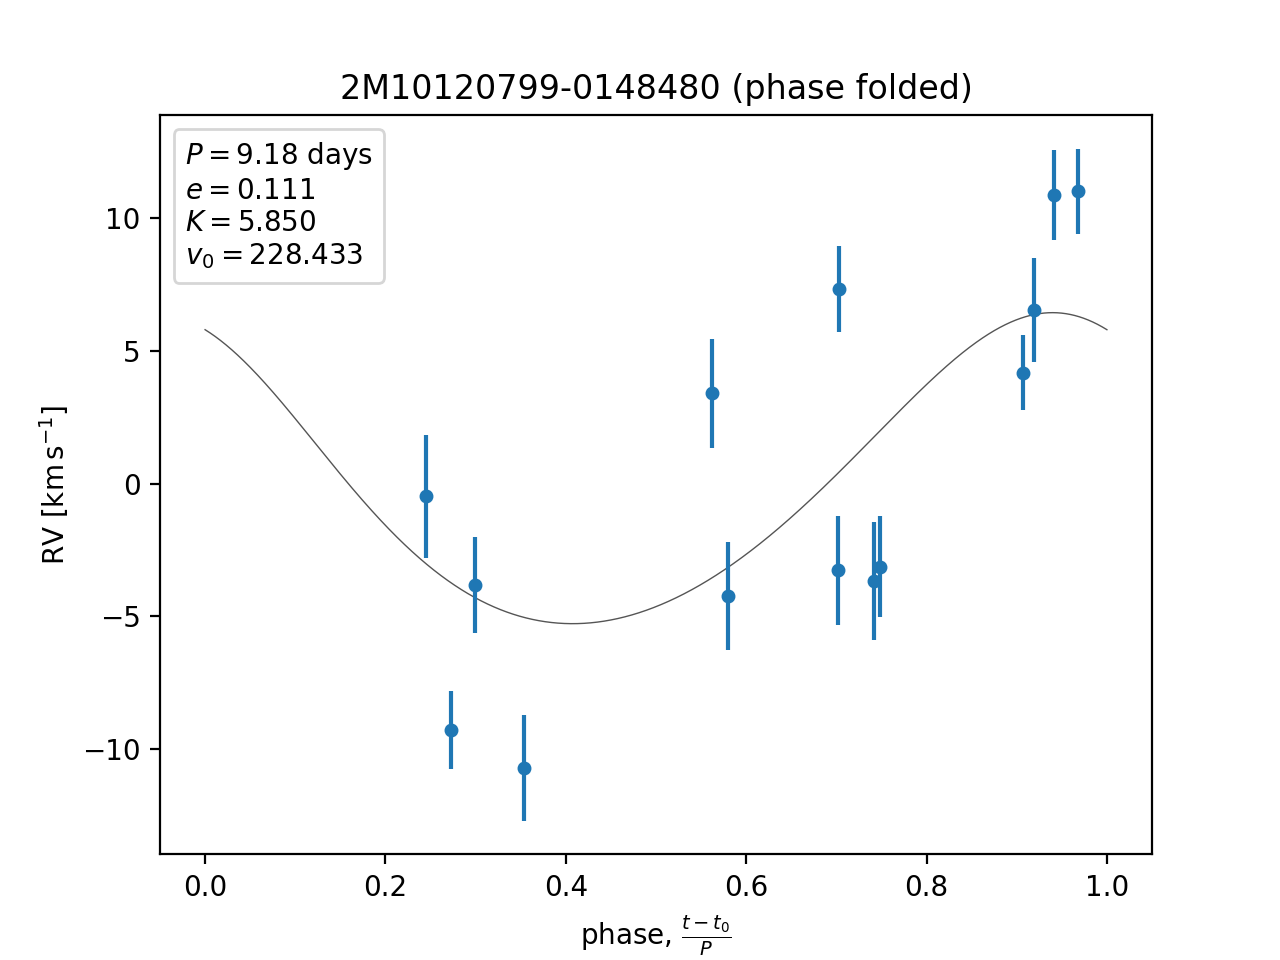 2M10120799-0148480 (phase folded)
P = 9.18 days
e = 0.111
K = 5.850
v₀ = 228.433
10
5
0
−5
−10
RV [km s⁻¹]
0.0 0.2 0.4 0.6 0.8 1.0
phase, (t − t₀)/P